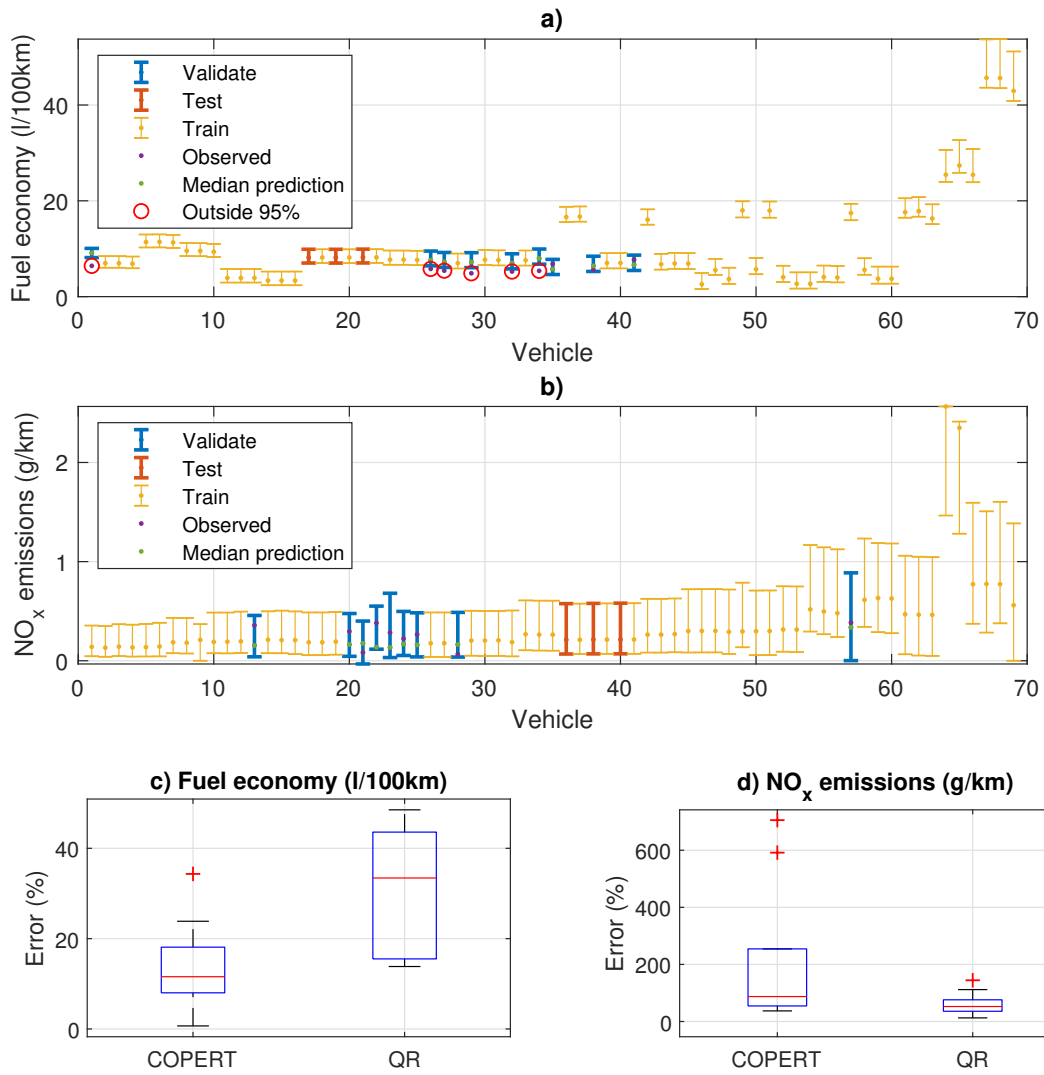 a)
Fuel economy (l/100km)
40
20
0
Validate
Test
Train
Observed
Median prediction
Outside 95%
0 10 20 30 40 50 60 70
Vehicle
b)
NOx emissions (g/km)
2
1
0
Validate
Test
Train
Observed
Median prediction
0 10 20 30 40 50 60 70
Vehicle
c) Fuel economy (l/100km)
Error (%)
40
20
0
COPERT QR
d) NOx emissions (g/km)
Error (%)
600
400
200
0
COPERT QR